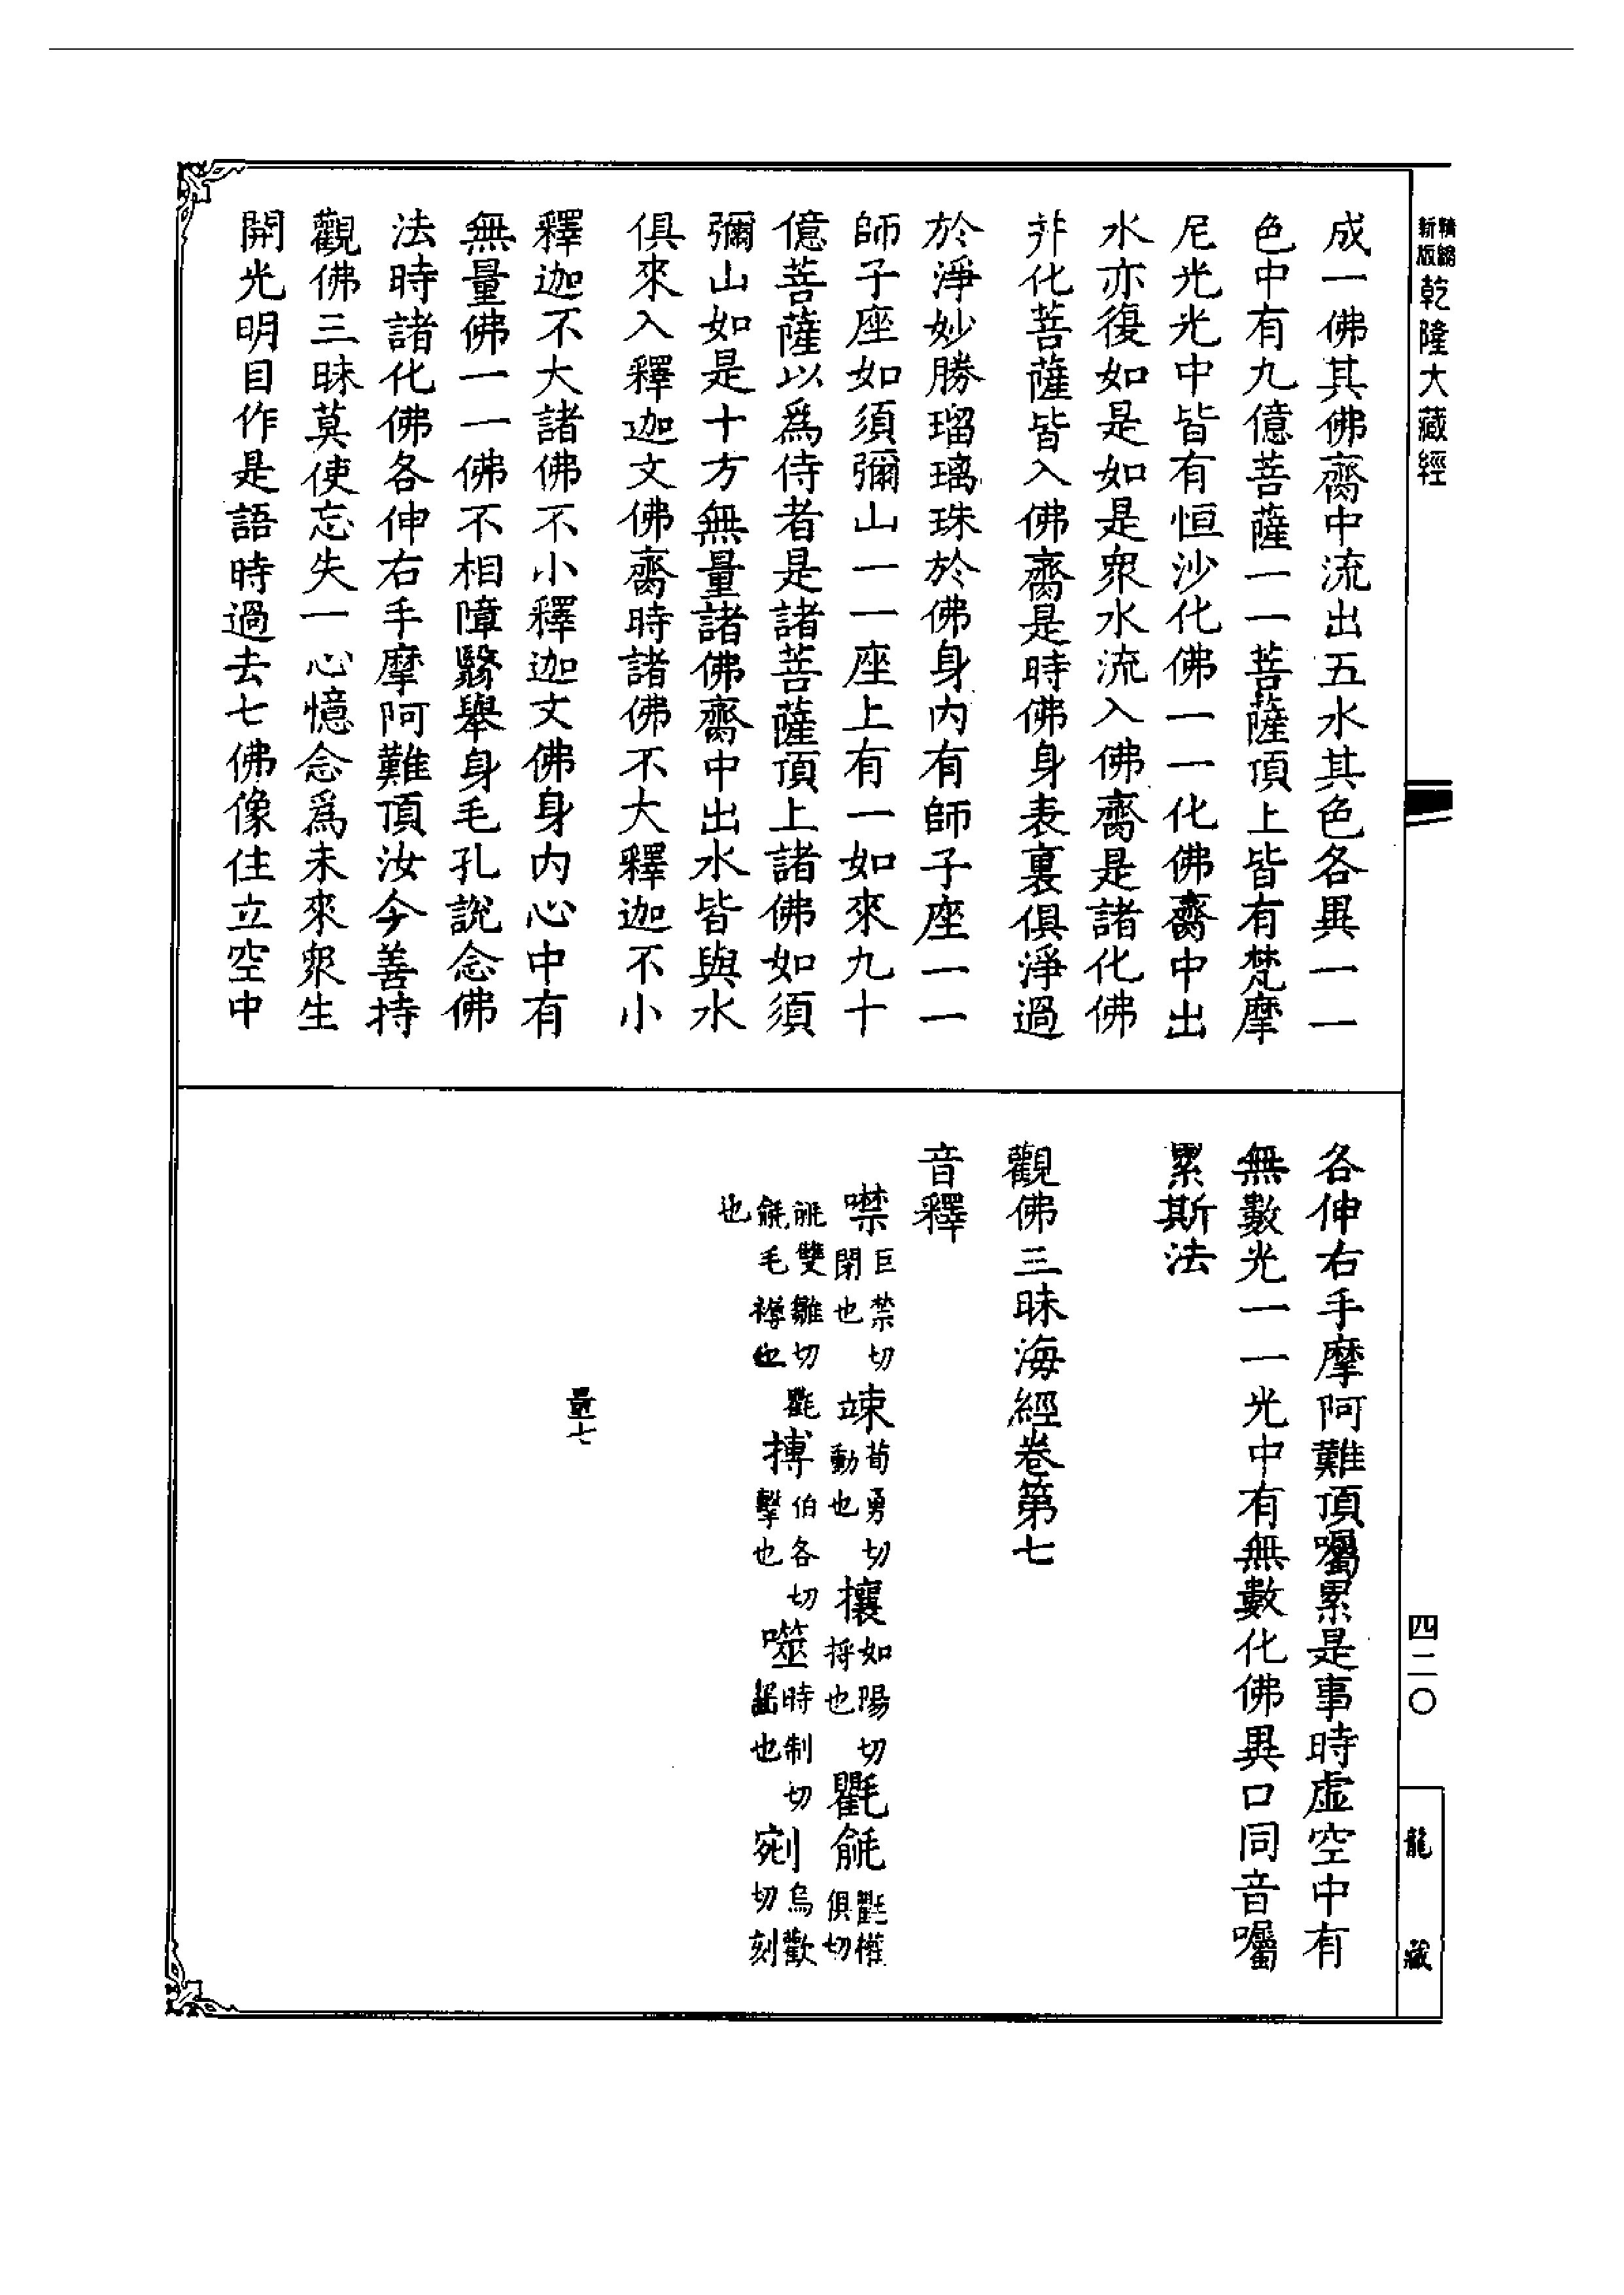 新版精縮乾隆大藏經
成一佛其佛齎中流出五水其色各異一一
色中有九億菩薩一一菩薩頂上皆有梵摩
尼光光中皆有恒沙化佛一一化佛齎中出
水亦復如是如是衆水流入佛齎是諸化佛
并化菩薩皆入佛齎是時佛身表裏俱淨過
於淨妙勝瑠璃珠於佛身內有師子座一一
師子座如須彌山一一座上有一如來九十
億菩薩以爲侍者是諸菩薩頂上諸佛如須
彌山如是十方無量諸佛齎中出水皆與水
俱來入釋迦文佛齎時諸佛不大釋迦不小
釋迦不大諸佛不小釋迦文佛身內心中有
無量佛一一佛不相障翳舉身毛孔說念佛
法時諸化佛各伸右手摩阿難頂汝今善持
觀佛三昧莫使忘失一心憶念爲未來衆生
開光明目作是語時過去七佛像住立空中
各伸右手摩阿難頂囑累是事時虛空中有
無數光一一光中有無數化佛異口同音囑
累斯法
觀佛三昧海經卷第七
音釋
噤巨禁切閉也竦荀勇切動也攘如陽切捋也氍毹氍權俱切
毹雙雛切氍毹毛褥也搏伯各切擊也噬時制切齧也剜烏歡切刻
也
量七
四二〇
龍藏